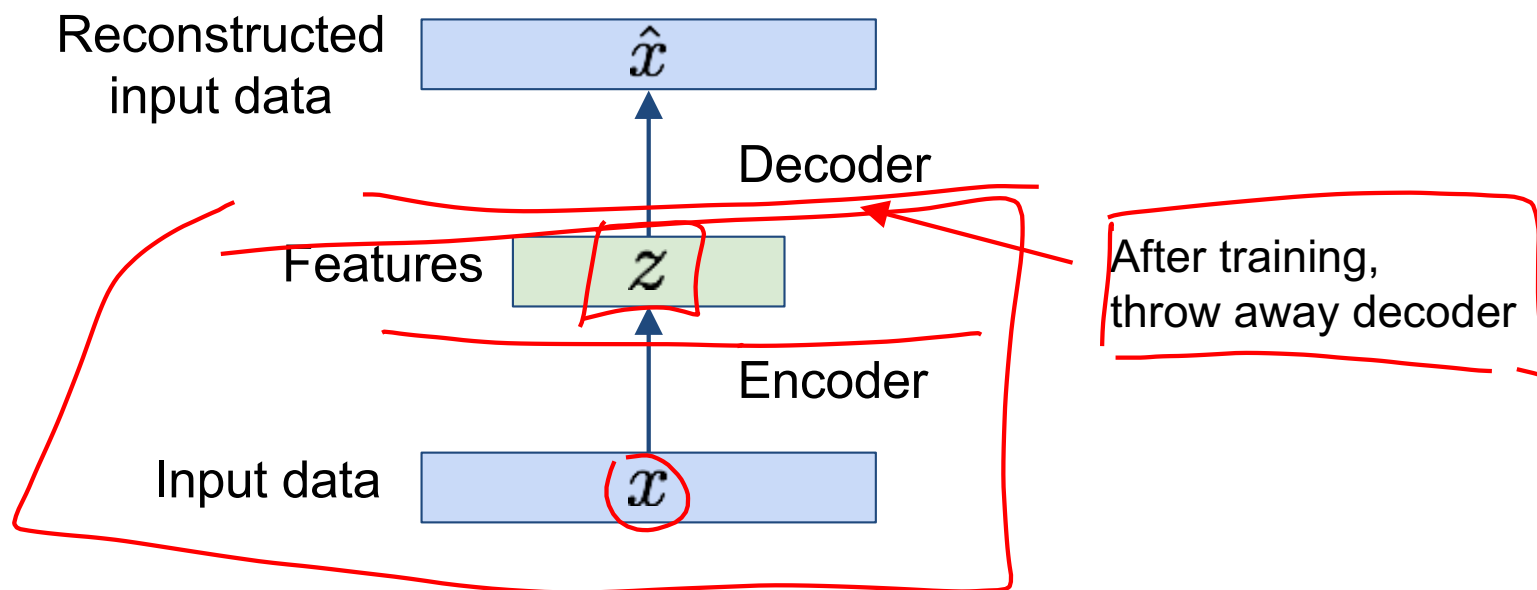 Reconstructed
input data
x̂
Decoder
Features
z
After training,
throw away decoder
Encoder
Input data
x